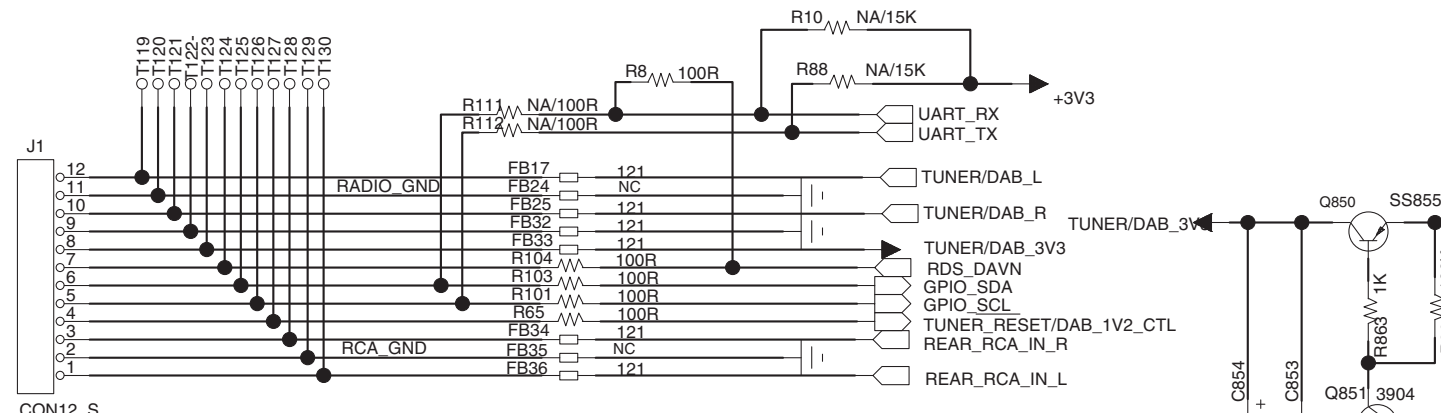 R10 NA/15K
R8 100R
R88 NA/15K
+3V3
T119
T120
T121
T122-
T123
T124
T125
T126
T127
T128
T129
T130
R111 NA/100R
UART_RX
R112 NA/100R
UART_TX
J1
12 FB17 121 TUNER/DAB_L
11 RADIO_GND FB24 NC
10 FB25 121 TUNER/DAB_R
9 FB32 121
8 FB33 121 TUNER/DAB_3V3
7 R104 100R RDS_DAVN
6 R103 100R GPIO_SDA
5 R101 100R GPIO_SCL
4 R65 100R TUNER_RESET/DAB_1V2_CTL
3 FB34 121 REAR_RCA_IN_R
2 RCA_GND FB35 NC
1 FB36 121 REAR_RCA_IN_L
CON12_S
Q850 SS855
1K
R863
C854
+
C853
Q851 3904